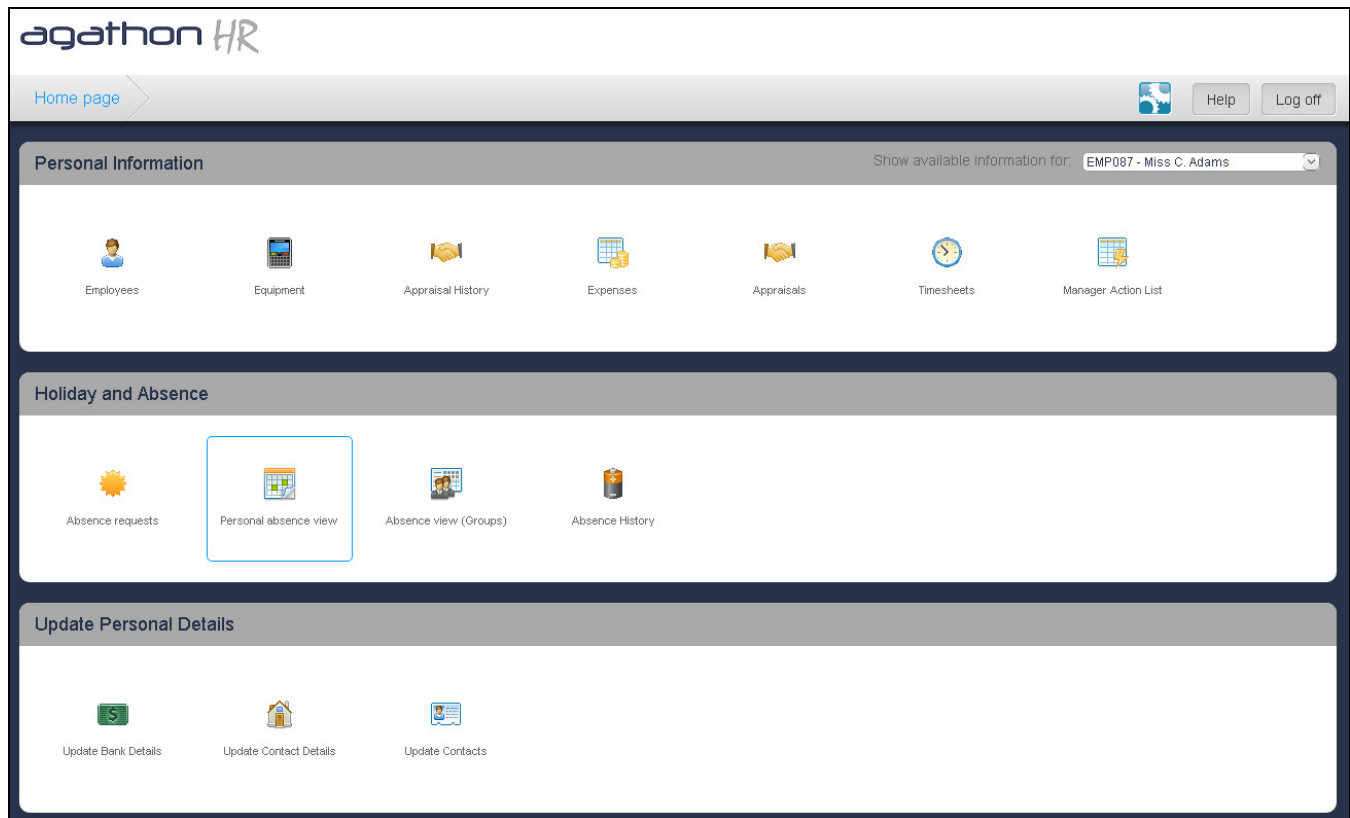 agathon HR
Home page
Help
Log off
Personal Information
Show available information for:
EMP087 - Miss C. Adams
Employees
Equipment
Appraisal History
Expenses
Appraisals
Timesheets
Manager Action List
Holiday and Absence
Absence requests
Personal absence view
Absence view (Groups)
Absence History
Update Personal Details
Update Bank Details
Update Contact Details
Update Contacts